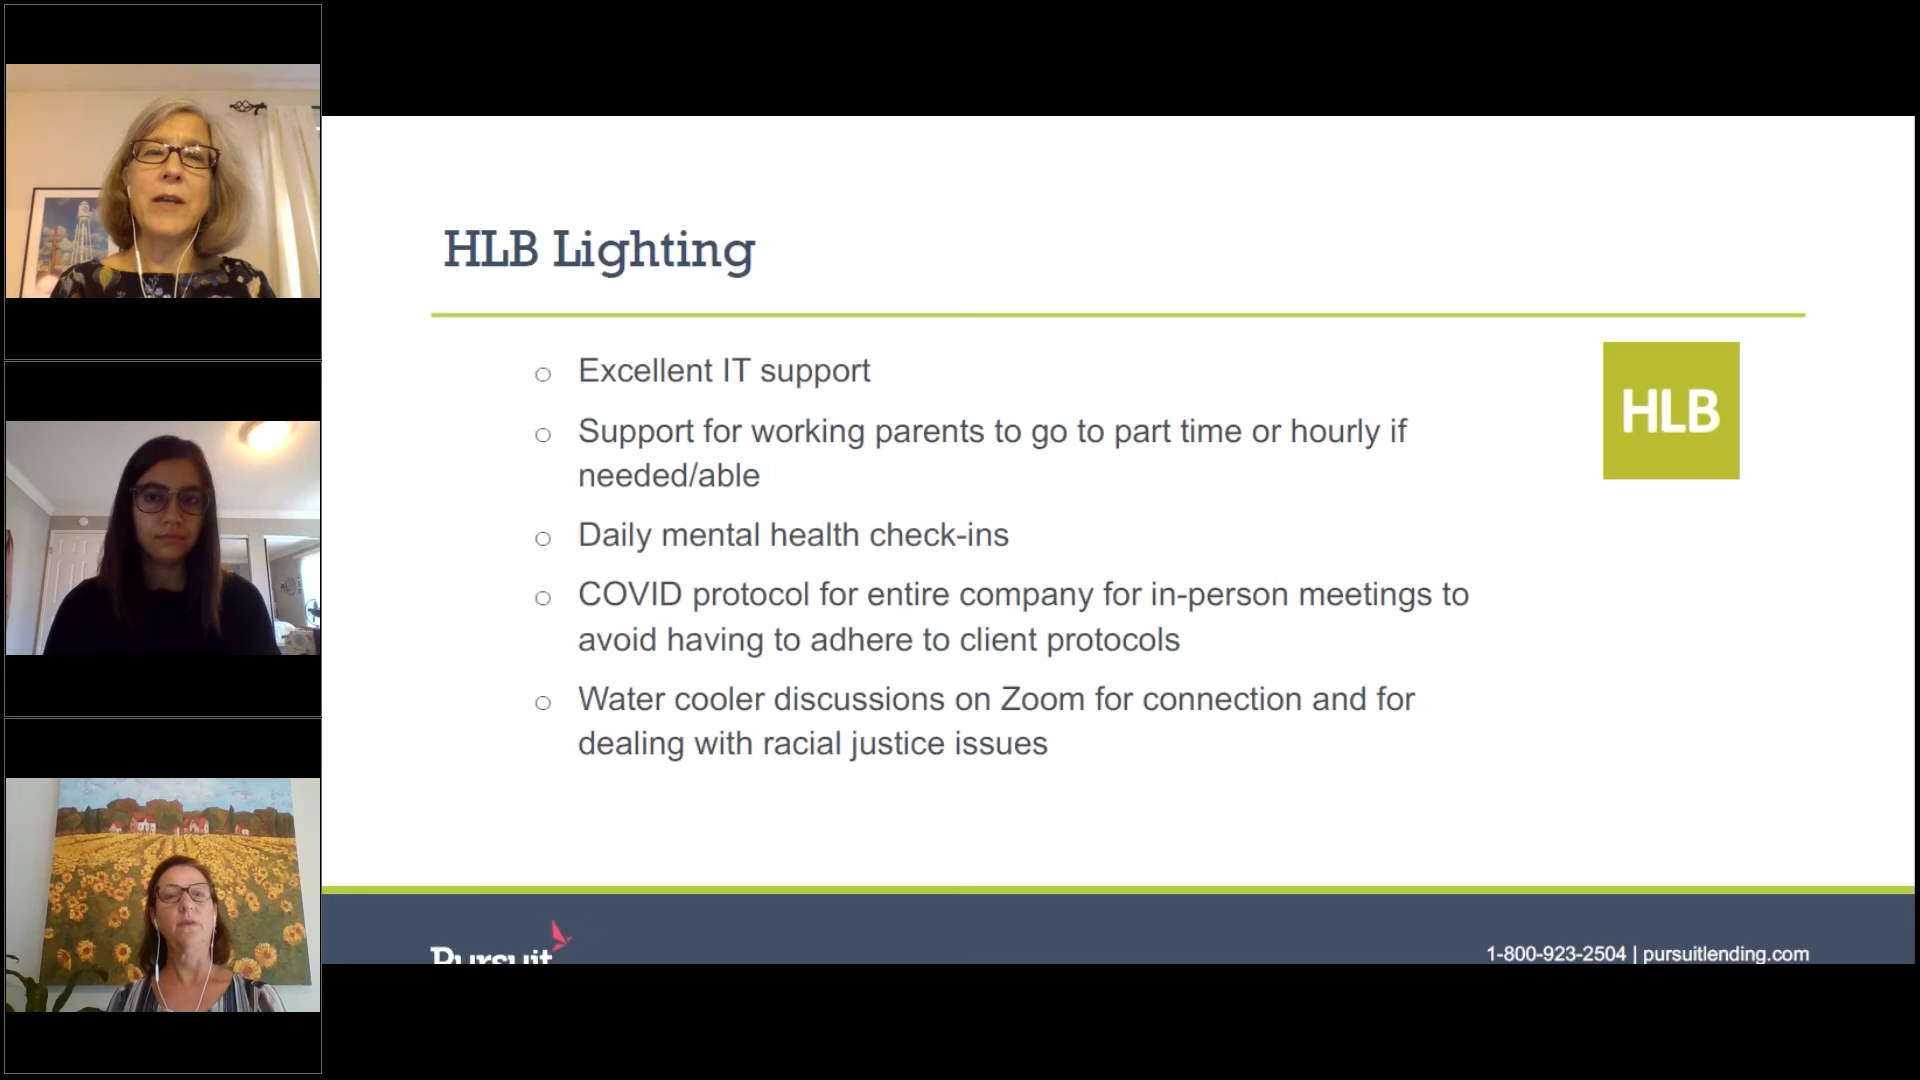 HLB Lighting
HLB
○ Excellent IT support
○ Support for working parents to go to part time or hourly if
needed/able
○ Daily mental health check-ins
○ COVID protocol for entire company for in-person meetings to
avoid having to adhere to client protocols
○ Water cooler discussions on Zoom for connection and for
dealing with racial justice issues
Pursuit
1-800-923-2504 | pursuitlending.com